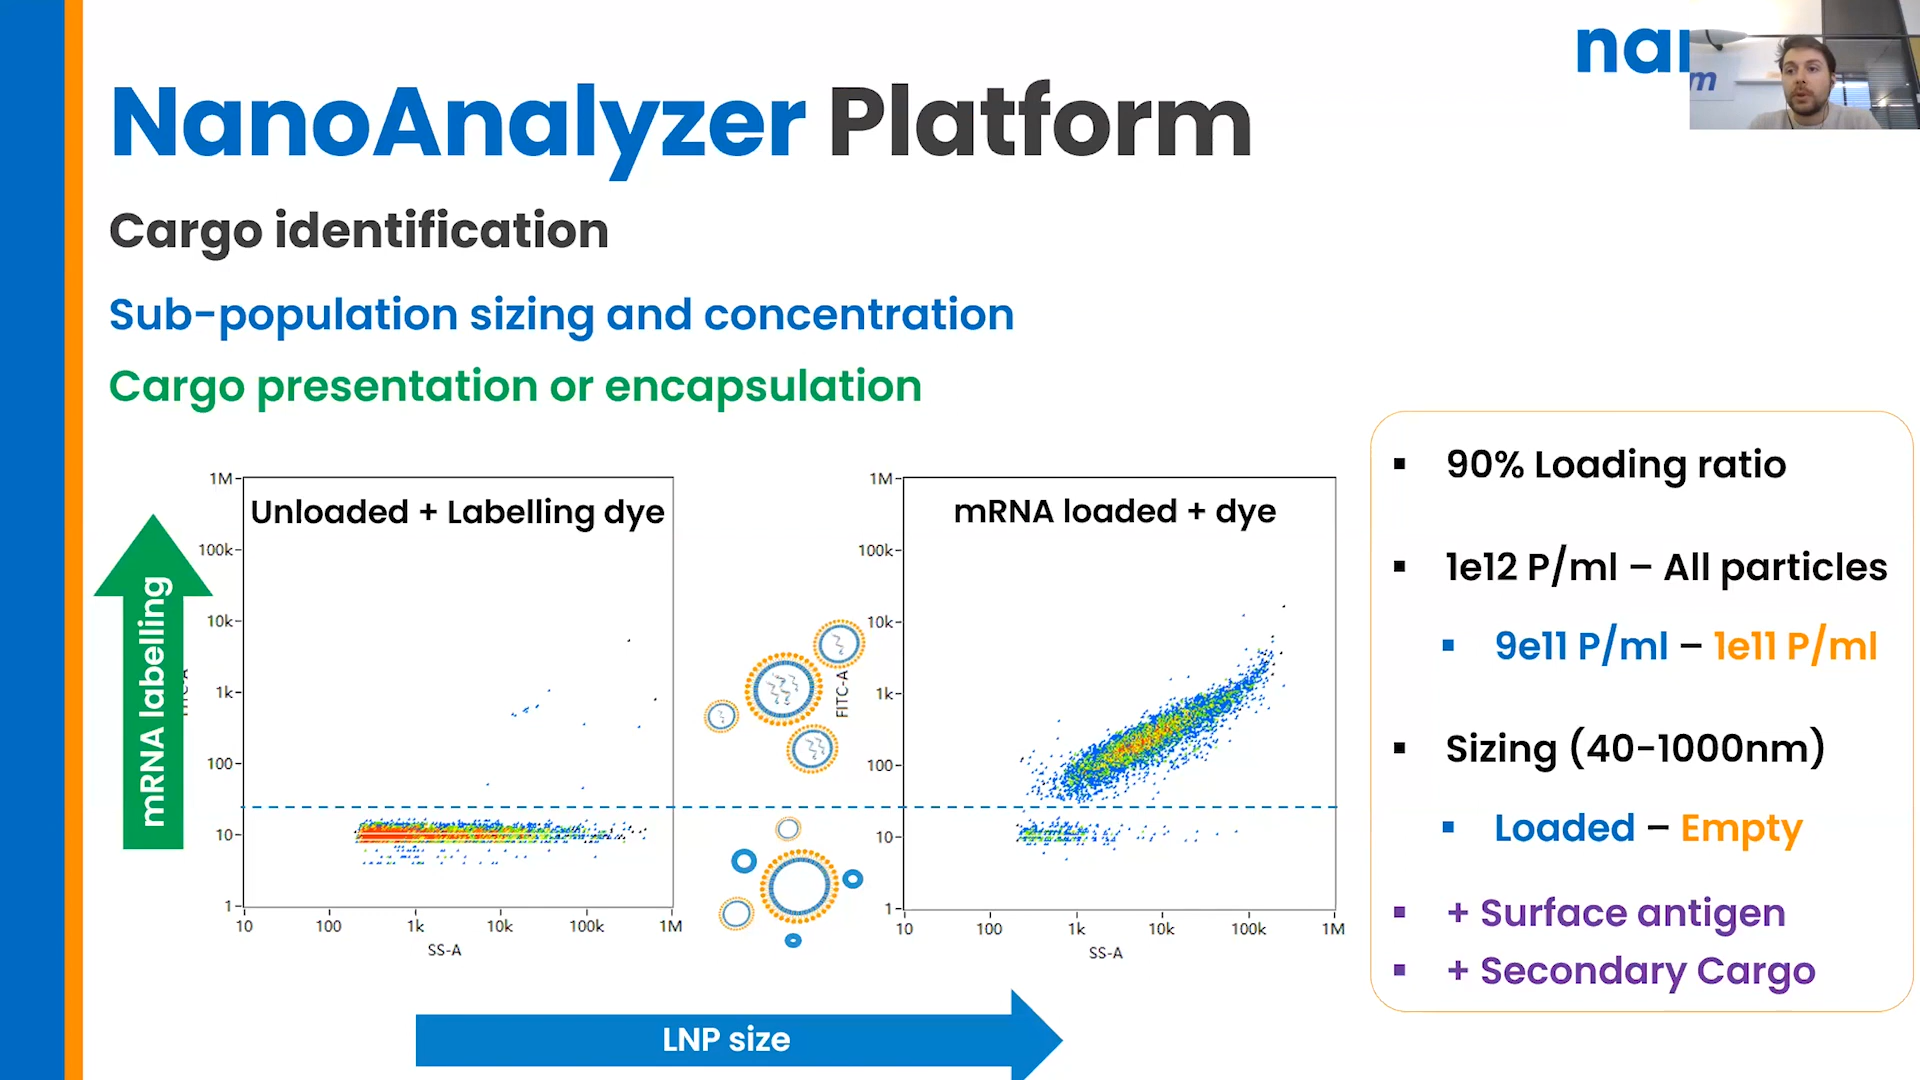 nan
m
NanoAnalyzer Platform
Cargo identification
Sub-population sizing and concentration
Cargo presentation or encapsulation
mRNA labelling
1M
100k
10k
1k
100
10
1
Unloaded + Labelling dye
10 100 1k 10k 100k 1M
SS-A
FITC-A
1M
100k
10k
1k
100
10
1
mRNA loaded + dye
10 100 1k 10k 100k 1M
SS-A
LNP size
90% Loading ratio
1e12 P/ml – All particles
9e11 P/ml – 1e11 P/ml
Sizing (40-1000nm)
Loaded – Empty
+ Surface antigen
+ Secondary Cargo